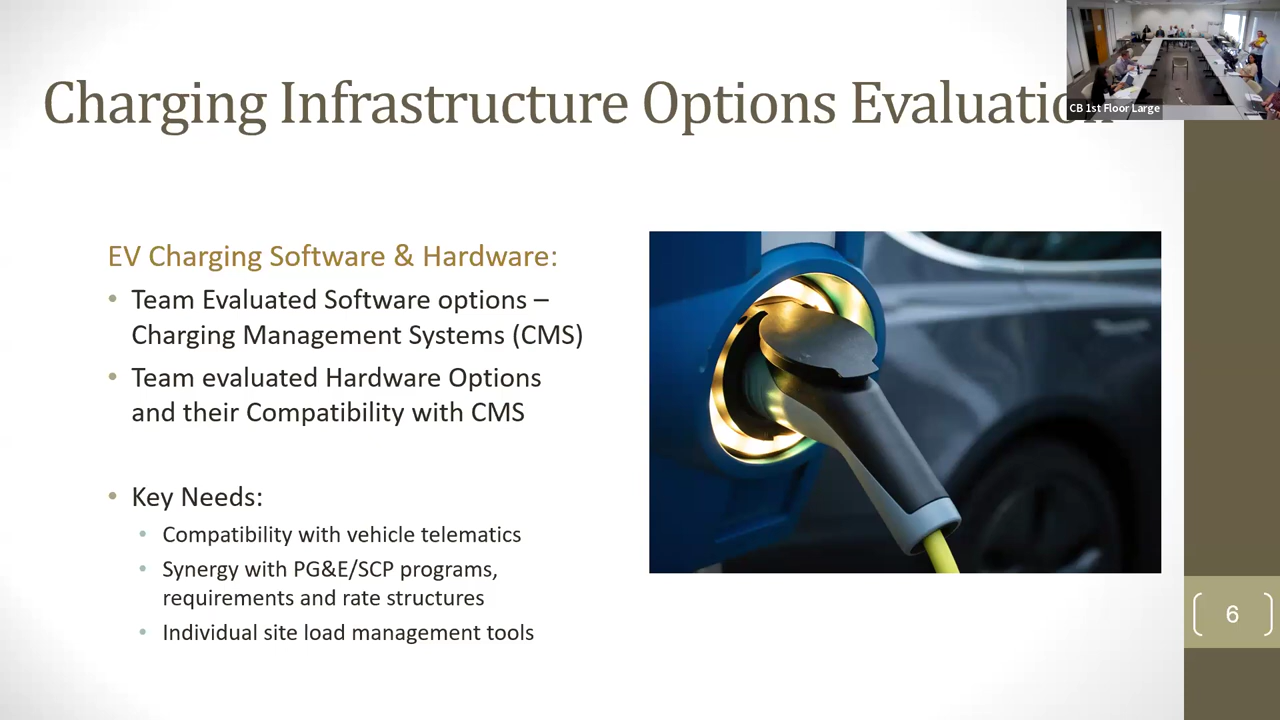 Charging Infrastructure Options Evaluation
CB 1st Floor Large
EV Charging Software & Hardware:
• Team Evaluated Software options –
Charging Management Systems (CMS)
• Team evaluated Hardware Options
and their Compatibility with CMS
• Key Needs:
• Compatibility with vehicle telematics
• Synergy with PG&E/SCP programs,
requirements and rate structures
• Individual site load management tools
6